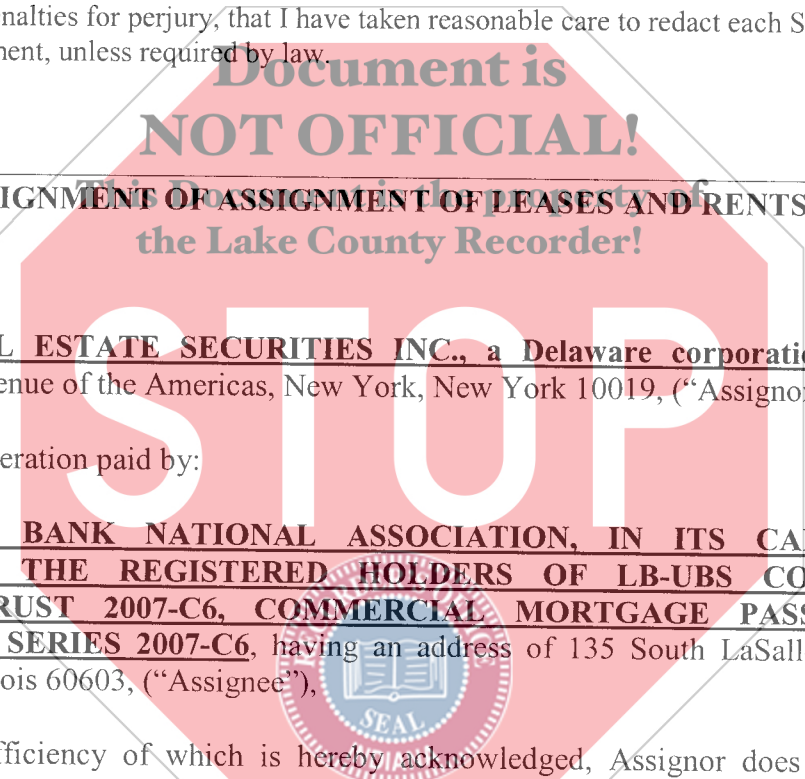 nalties for perjury, that I have taken reasonable care to redact each S
nent, unless required by law.
Document is
NOT OFFICIAL!
This Document is the property of
IGNMENT OF ASSIGNMENT OF LEASES AND RENTS
the Lake County Recorder!
STOP
L ESTATE SECURITIES INC., a Delaware corporati
enue of the Americas, New York, New York 10019, (“Assigno
eration paid by:
BANK NATIONAL ASSOCIATION, IN ITS CA
THE REGISTERED HOLDERS OF LB-UBS CO
RUST 2007-C6, COMMERCIAL MORTGAGE PASS
SERIES 2007-C6, having an address of 135 South LaSall
ois 60603, (“Assignee”),
SEAL
fficiency of which is hereby acknowledged, Assignor does